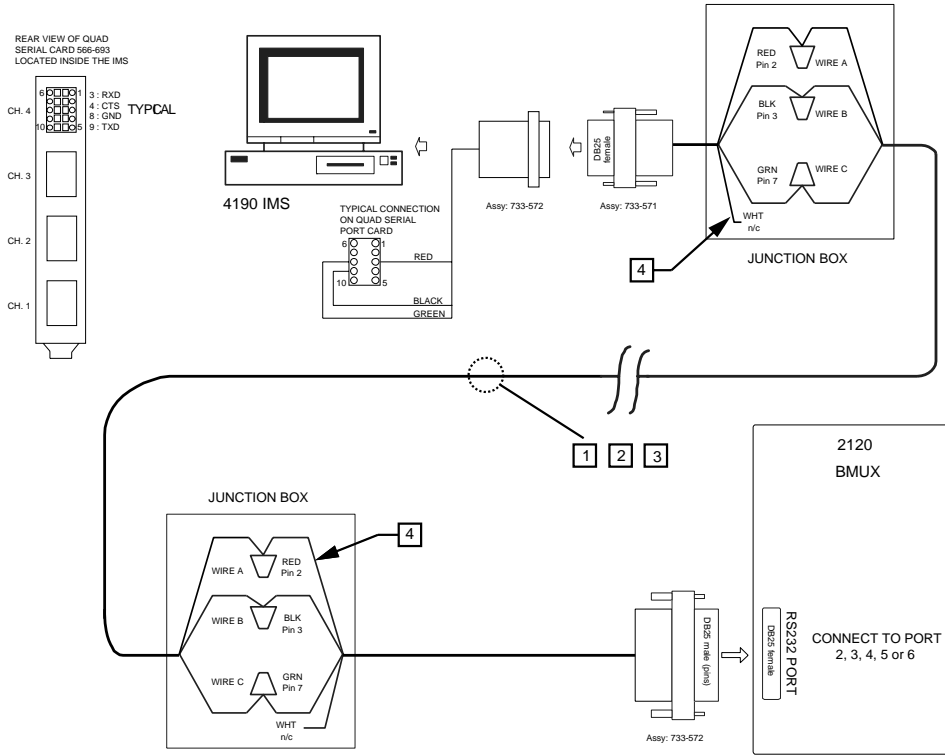 REAR VIEW OF QUAD
SERIAL CARD 566-693
LOCATED INSIDE THE IMS
CH. 4
6
1
10
5
3 : RXD
4 : CTS
8 : GND
9 : TXD
TYPICAL
CH. 3
CH. 2
CH. 1
4190 IMS
TYPICAL CONNECTION
ON QUAD SERIAL
PORT CARD
6
1
10
5
RED
BLACK
GREEN
Assy: 733-572
DB25
female
Assy: 733-571
RED
Pin 2
WIRE A
BLK
Pin 3
WIRE B
GRN
Pin 7
WIRE C
WHT
n/c
4
JUNCTION BOX
1 2 3
JUNCTION BOX
WIRE A
RED
Pin 2
WIRE B
BLK
Pin 3
WIRE C
GRN
Pin 7
WHT
n/c
4
DB25 male (pins)
Assy: 733-572
2120
BMUX
DB25 female
RS232 PORT
CONNECT TO PORT
2, 3, 4, 5 or 6